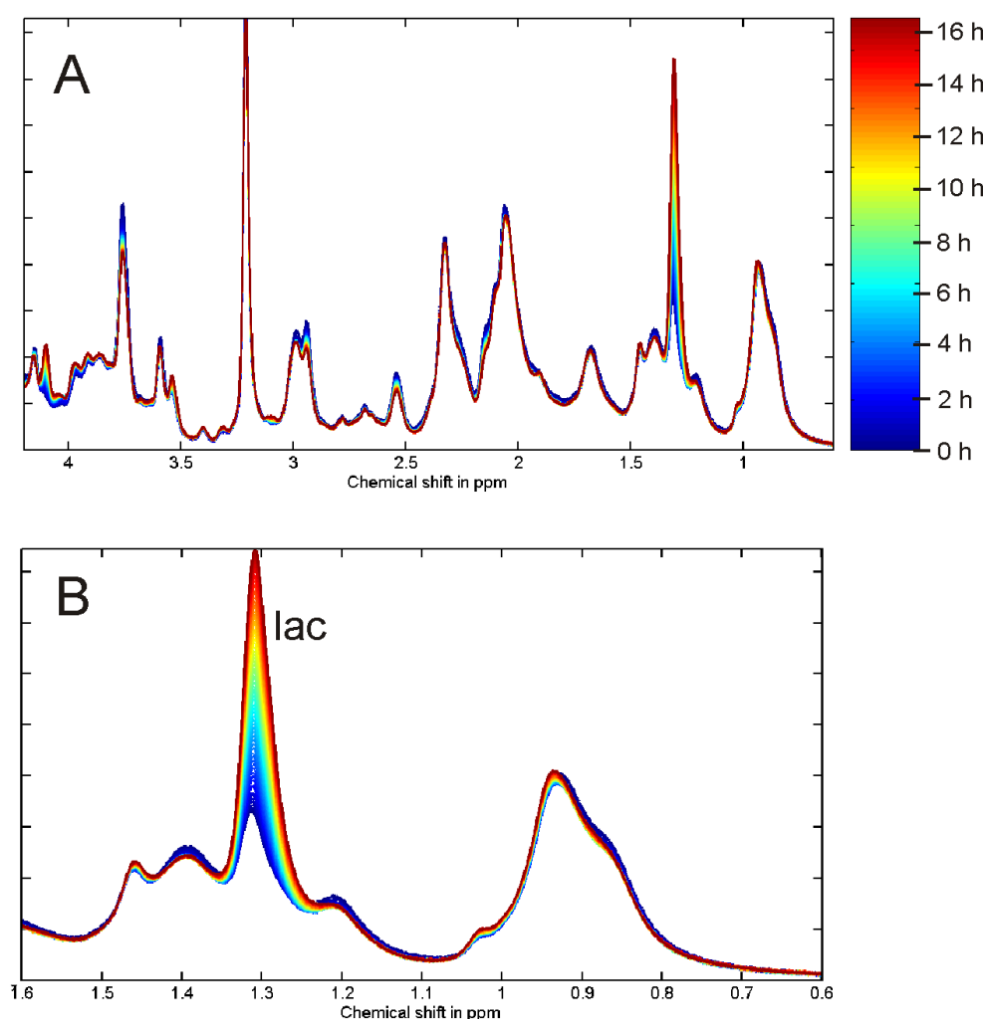 A
16 h
14 h
12 h
10 h
8 h
6 h
4 h
2 h
0 h
4 3.5 3 2.5 2 1.5 1
Chemical shift in ppm
B
lac
1.6 1.5 1.4 1.3 1.2 1.1 1 0.9 0.8 0.7 0.6
Chemical shift in ppm